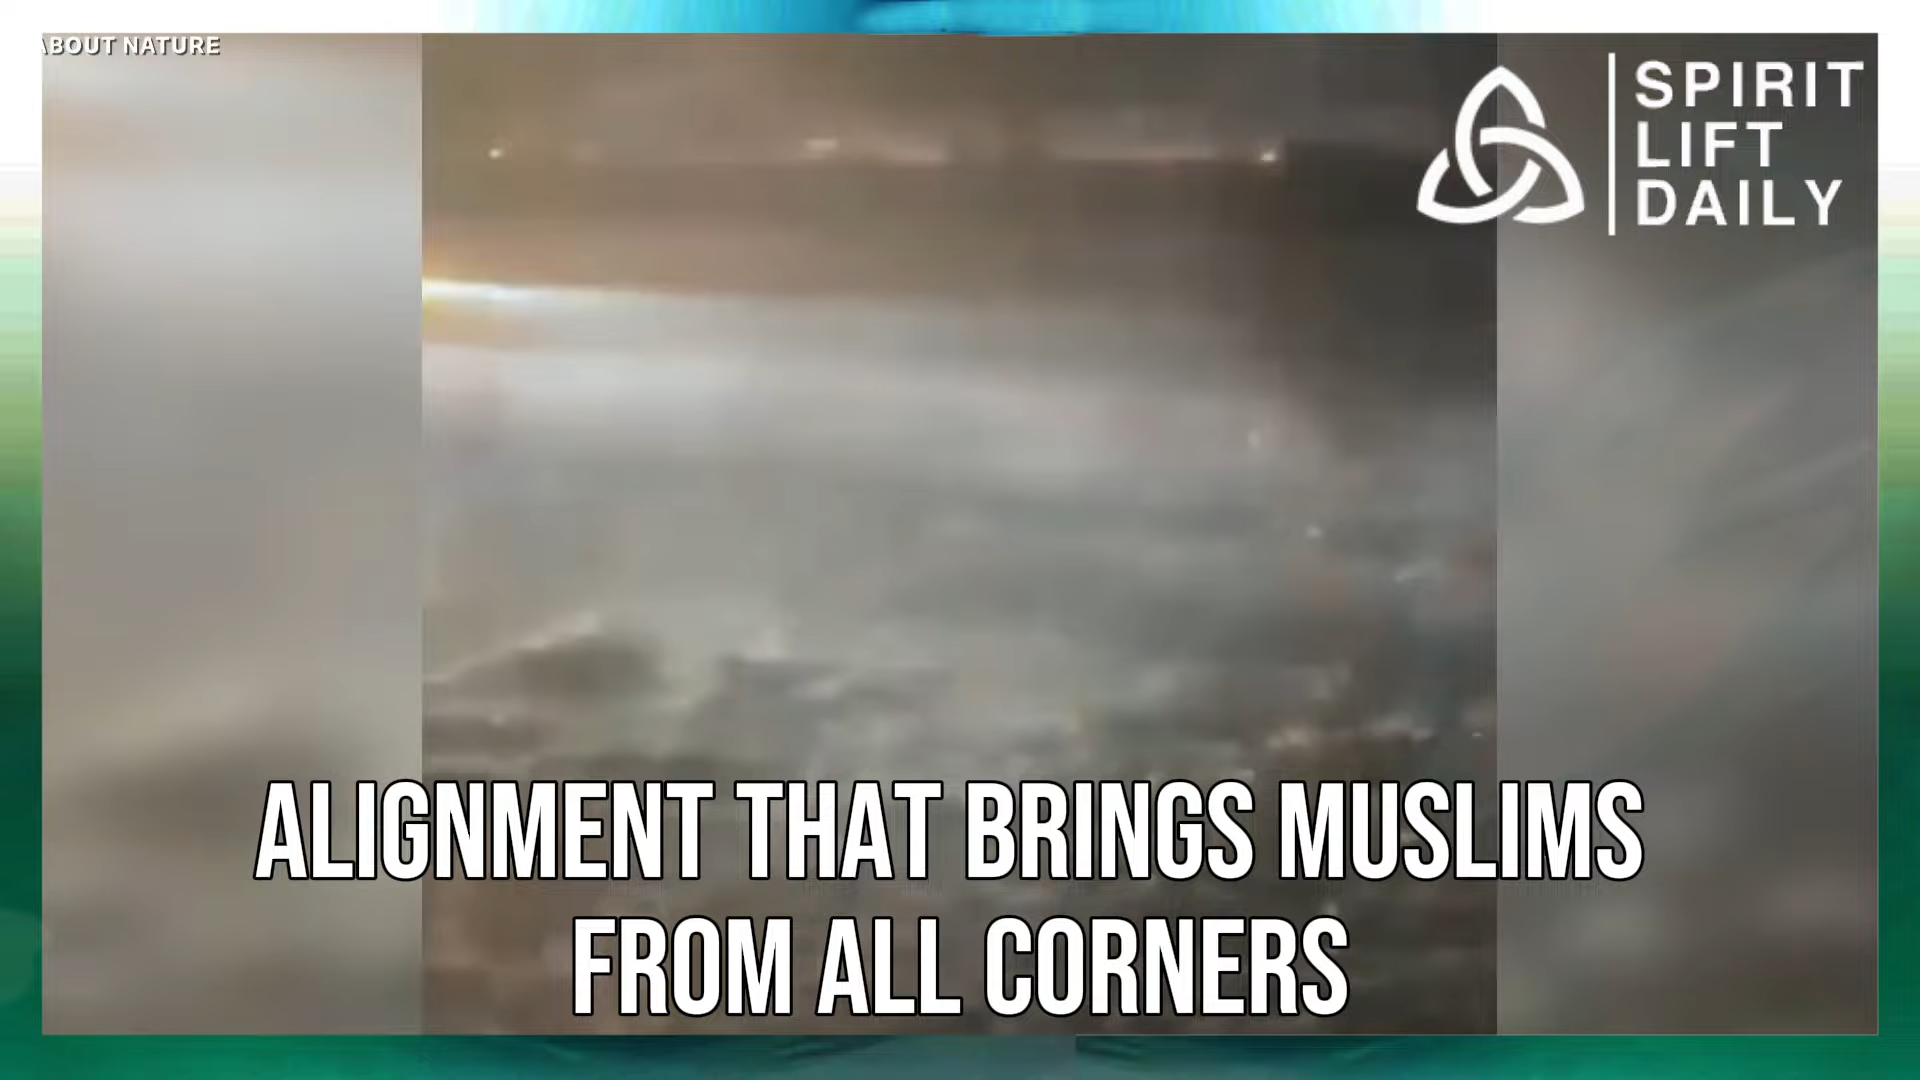 ABOUT NATURE
SPIRIT
LIFT
DAILY
ALIGNMENT THAT BRINGS MUSLIMS
FROM ALL CORNERS